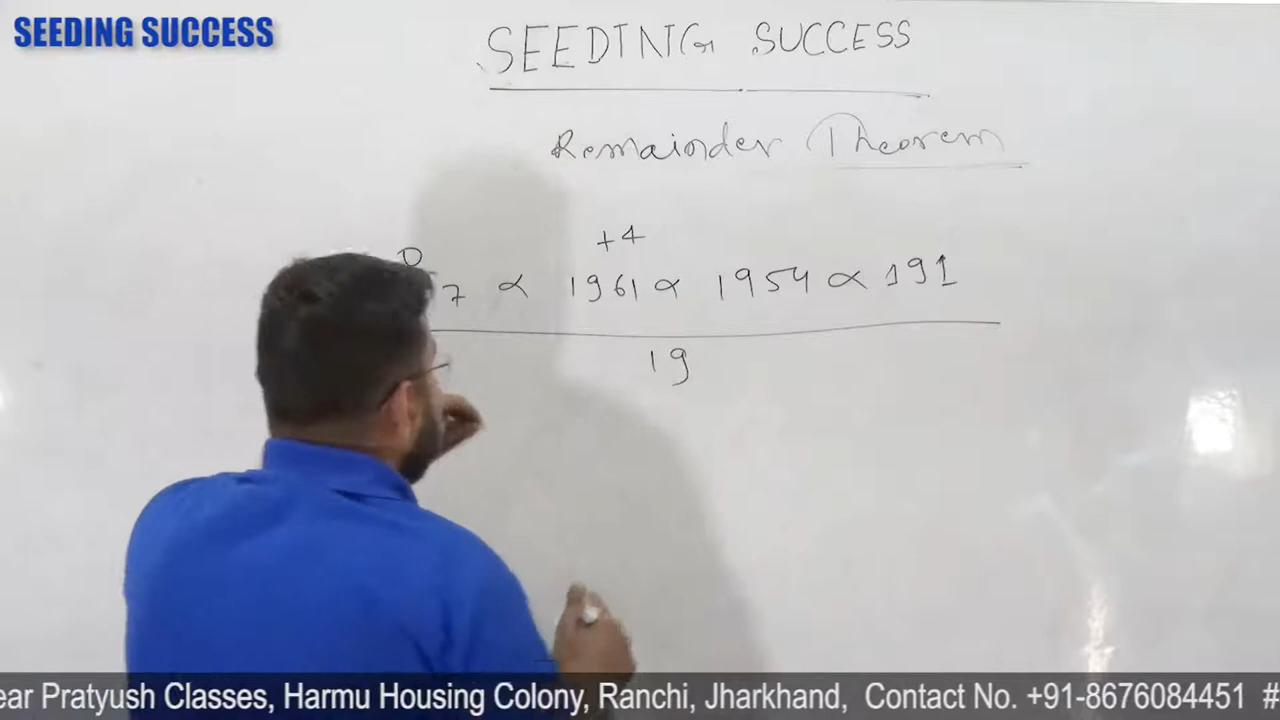 SEEDING SUCCESS
SEEDING SUCCESS
Remainder Theorem
+4
7 × 1961 × 1954 × 191
19
ear Pratyush Classes, Harmu Housing Colony, Ranchi, Jharkhand, Contact No. +91-8676084451 #